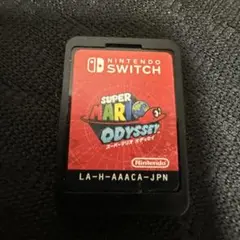 NINTENDO
SWITCH
SUPER
MARIO
ODYSSEY
スーパーマリオ オデッセイ
Nintendo
LA-H-AAACA-JPN